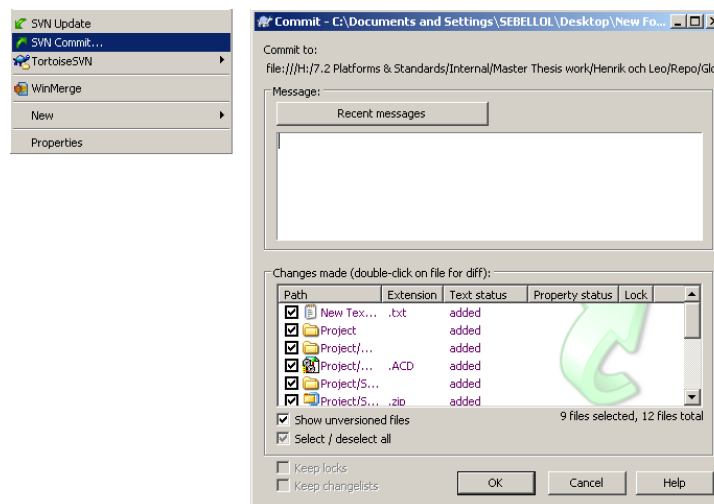 SVN Update
SVN Commit...
TortoiseSVN
WinMerge
New
Properties
Commit - C:\Documents and Settings\SEBELLOL\Desktop\New Fo...
Commit to:
file:///H:/7.2 Platforms & Standards/Internal/Master Thesis work/Henrik och Leo/Repo/Glo
Message:
Recent messages
Changes made (double-click on file for diff):
Path Extension Text status Property status Lock
New Tex... .txt added
Project added
Project/... added
Project/... .ACD added
Project/S... added
Project/S... .zip added
Show unversioned files
9 files selected, 12 files total
Select / deselect all
Keep locks
Keep changelists
OK Cancel Help